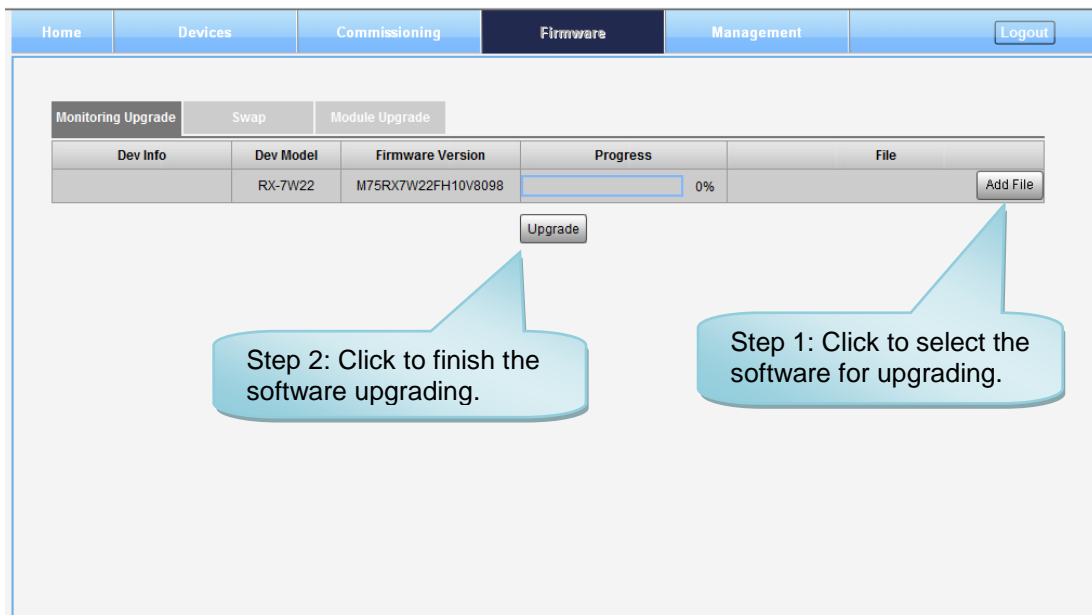 Home Devices Commissioning Firmware Management Logout
Monitoring Upgrade Swap Module Upgrade
Dev Info Dev Model Firmware Version Progress File
RX-7W22 M75RX7W22FH10V8098 0% Add File
Upgrade
Step 1: Click to select the
software for upgrading.
Step 2: Click to finish the
software upgrading.